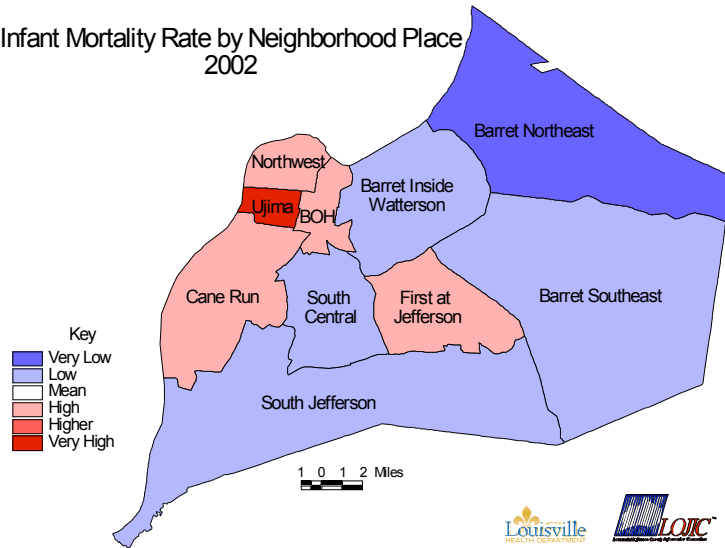 Infant Mortality Rate by Neighborhood Place
2002
Barret Northeast
Northwest
Barret Inside
Watterson
Ujima
BOH
Cane Run
South
Central
First at
Jefferson
Barret Southeast
South Jefferson
Key
Very Low
Low
Mean
High
Higher
Very High
1 0 1 2 Miles
Louisville
HEALTH DEPARTMENT
LOJIC